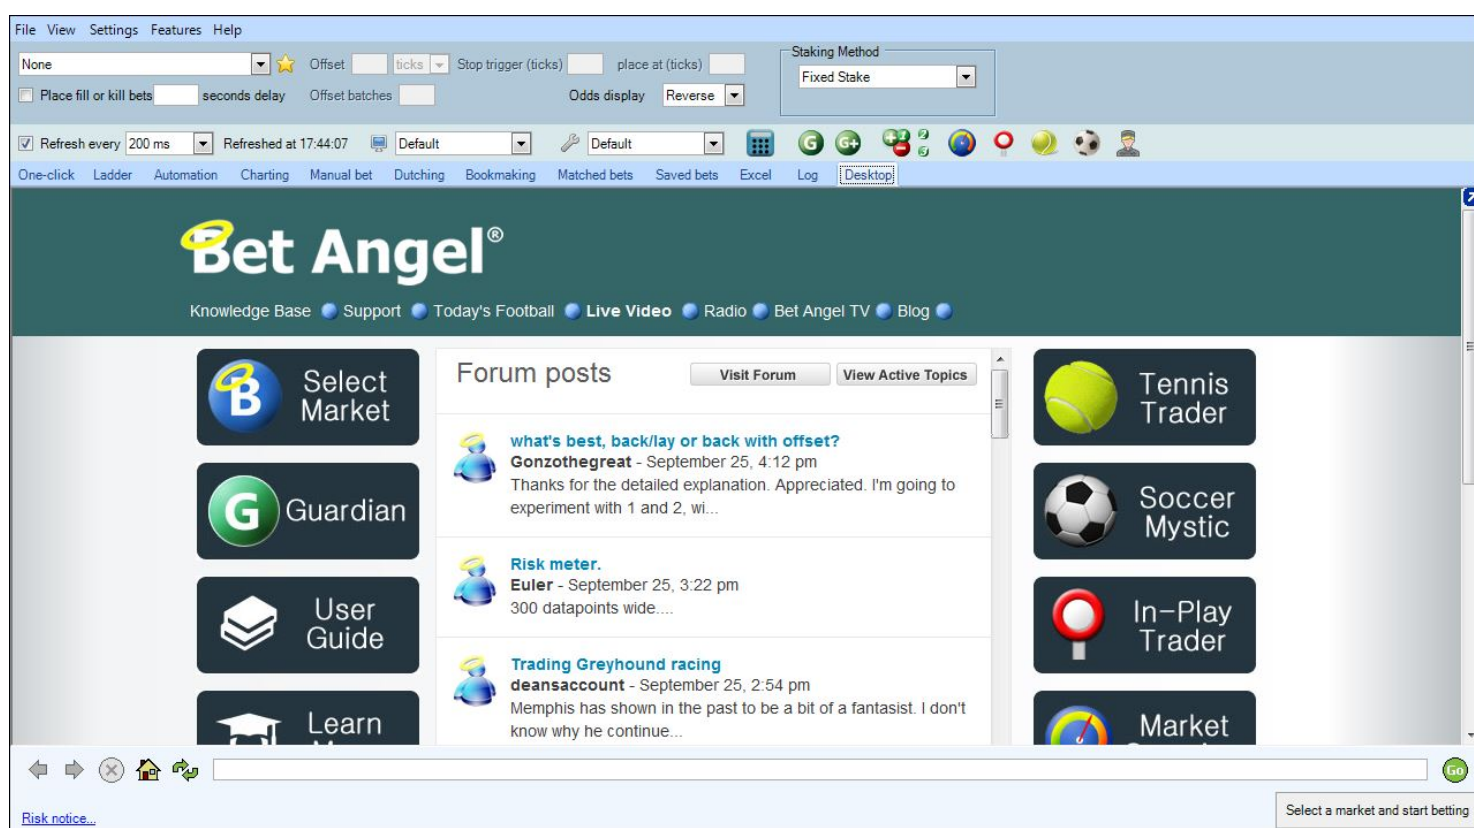 File View Settings Features Help
None Offset ticks Stop trigger (ticks) place at (ticks) Staking Method
Fixed Stake
Place fill or kill bets seconds delay Offset batches Odds display Reverse
Refresh every 200 ms Refreshed at 17:44:07 Default Default G G+
One-click Ladder Automation Charting Manual bet Dutching Bookmaking Matched bets Saved bets Excel Log Desktop
Bet Angel®
Knowledge Base Support Today's Football Live Video Radio Bet Angel TV Blog
B Select
Market
G Guardian
User
Guide
Learn
Forum posts Visit Forum View Active Topics
what's best, back/lay or back with offset?
Gonzothegreat - September 25, 4:12 pm
Thanks for the detailed explanation. Appreciated. I'm going to
experiment with 1 and 2, wi...
Risk meter.
Euler - September 25, 3:22 pm
300 datapoints wide....
Trading Greyhound racing
deansaccount - September 25, 2:54 pm
Memphis has shown in the past to be a bit of a fantasist. I don't
know why he continue...
Tennis
Trader
Soccer
Mystic
In-Play
Trader
Market
Go
Risk notice...
Select a market and start betting